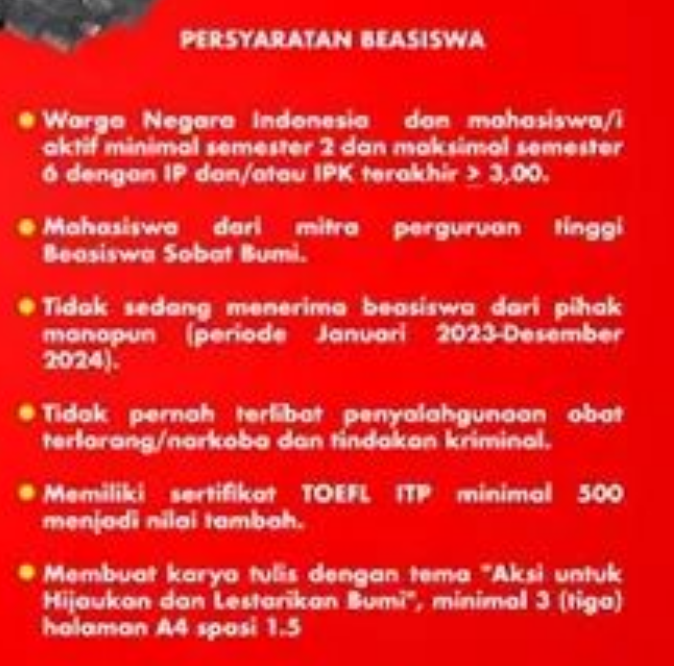 PERSYARATAN BEASISWA
Warga Negara Indonesia dan mahasiswa/i
aktif minimal semester 2 dan maksimal semester
6 dengan IP dan/atau IPK terakhir ≥ 3,00.
Mahasiswa dari mitra perguruan tinggi
Beasiswa Sobat Bumi.
Tidak sedang menerima beasiswa dari pihak
manapun (periode Januari 2023-Desember
2024).
Tidak pernah terlibat penyalahgunaan obat
terlarang/narkoba dan tindakan kriminal.
Memiliki sertifikat TOEFL ITP minimal 500
menjadi nilai tambah.
Membuat karya tulis dengan tema "Aksi untuk
Hijaukan dan Lestarikan Bumi", minimal 3 (tiga)
halaman A4 spasi 1.5